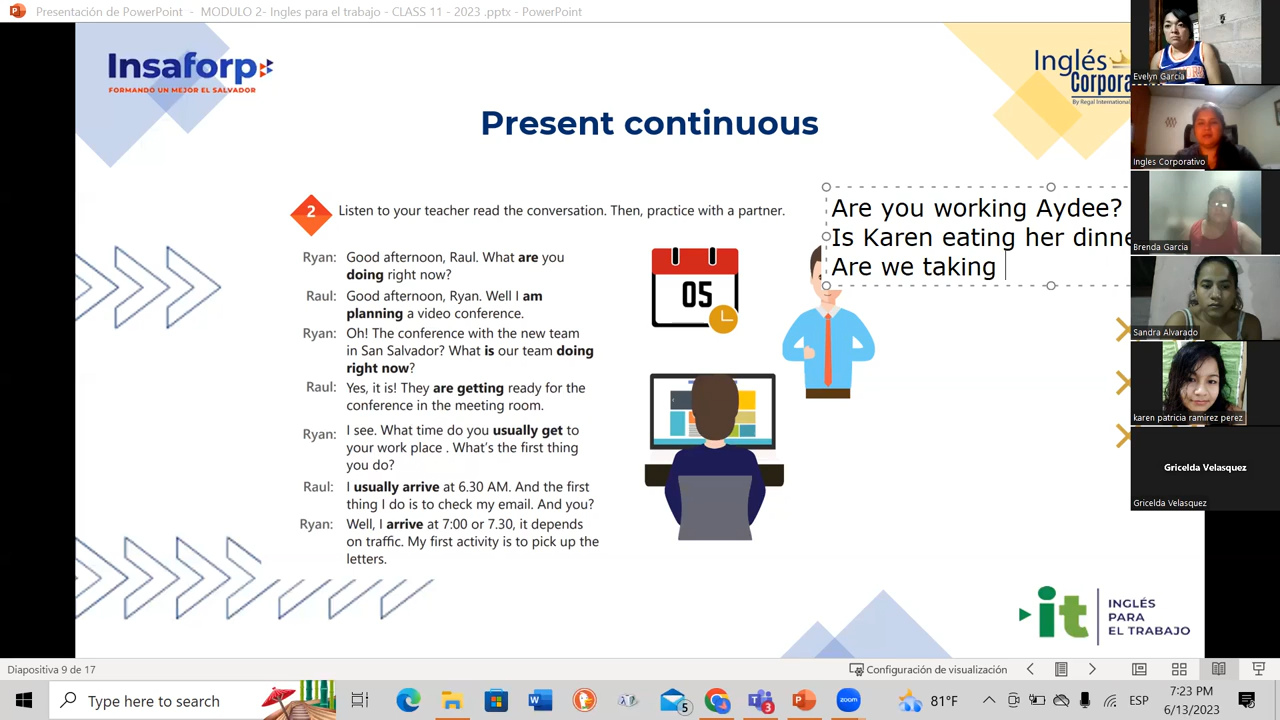 Presentación de PowerPoint - MODULO 2- Ingles para el trabajo - CLASS 11 - 2023 .pptx - PowerPoint
Insaforp
FORMANDO UN MEJOR EL SALVADOR
Inglés
Corpora
By Regal International
Present continuous
2 Listen to your teacher read the conversation. Then, practice with a partner.
Are you working Aydee?
Is Karen eating her dinne
Are we taking
Ryan: Good afternoon, Raul. What are you
doing right now?
Raul: Good afternoon, Ryan. Well I am
planning a video conference.
Ryan: Oh! The conference with the new team
in San Salvador? What is our team doing
right now?
Raul: Yes, it is! They are getting ready for the
conference in the meeting room.
Ryan: I see. What time do you usually get to
your work place . What's the first thing
you do?
Raul: I usually arrive at 6.30 AM. And the first
thing I do is to check my email. And you?
Ryan: Well, I arrive at 7:00 or 7.30, it depends
on traffic. My first activity is to pick up the
letters.
05
it
INGLÉS
PARA
EL TRABAJO
Evelyn García
Ingles Corporativo
Brenda Garcia
Sandra Alvarado
karen patricia ramirez perez
Gricelda Velasquez
Gricelda Velasquez
Diapositiva 9 de 17
Configuración de visualización
Type here to search
5
3
zoom
81°F
ESP
7:23 PM
6/13/2023